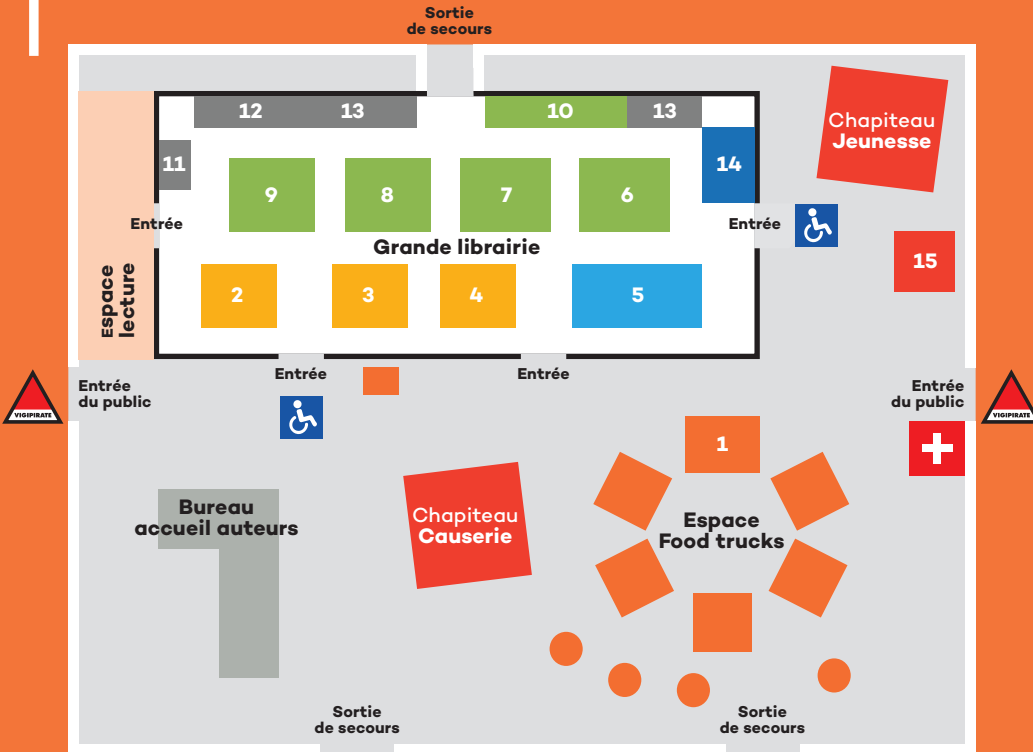 Sortie
de secours
12
13
10
13
Chapiteau
Jeunesse
11
14
9
8
7
6
Entrée
Entrée
Grande librairie
15
Espace
lecture
2
3
4
5
Entrée
Entrée
Entrée
du public
Entrée
du public
VIGIPIRATE
VIGIPIRATE
1
Bureau
accueil auteurs
Chapiteau
Causerie
Espace
Food trucks
Sortie
de secours
Sortie
de secours